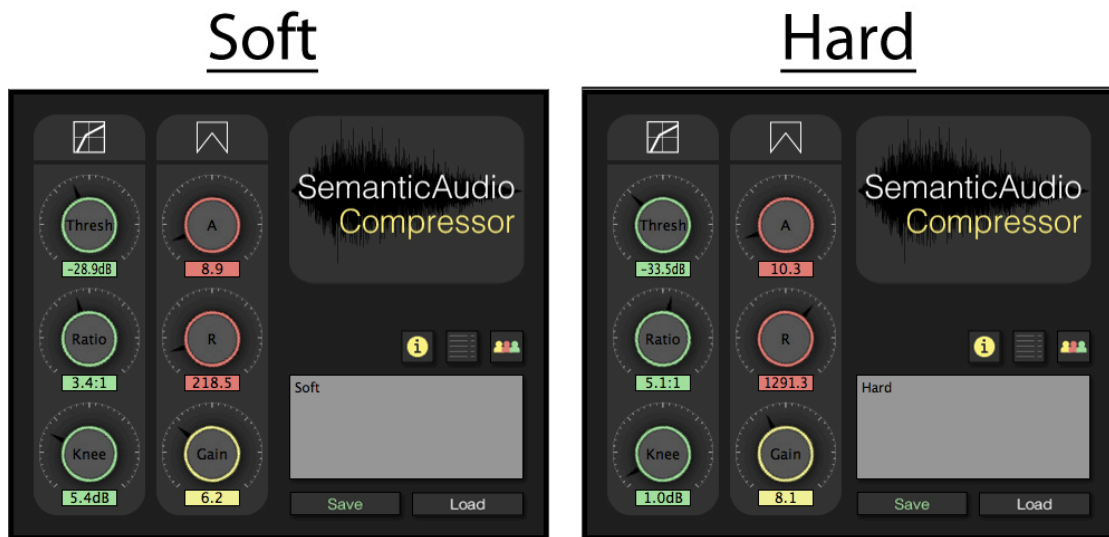 Soft
Hard
SemanticAudio
Compressor
Thresh
A
-28.9dB
8.9
Ratio
R
3.4:1
218.5
Soft
Knee
Gain
5.4dB
6.2
Save
Load
SemanticAudio
Compressor
Thresh
A
-33.5dB
10.3
Ratio
R
5.1:1
1291.3
Hard
Knee
Gain
1.0dB
8.1
Save
Load